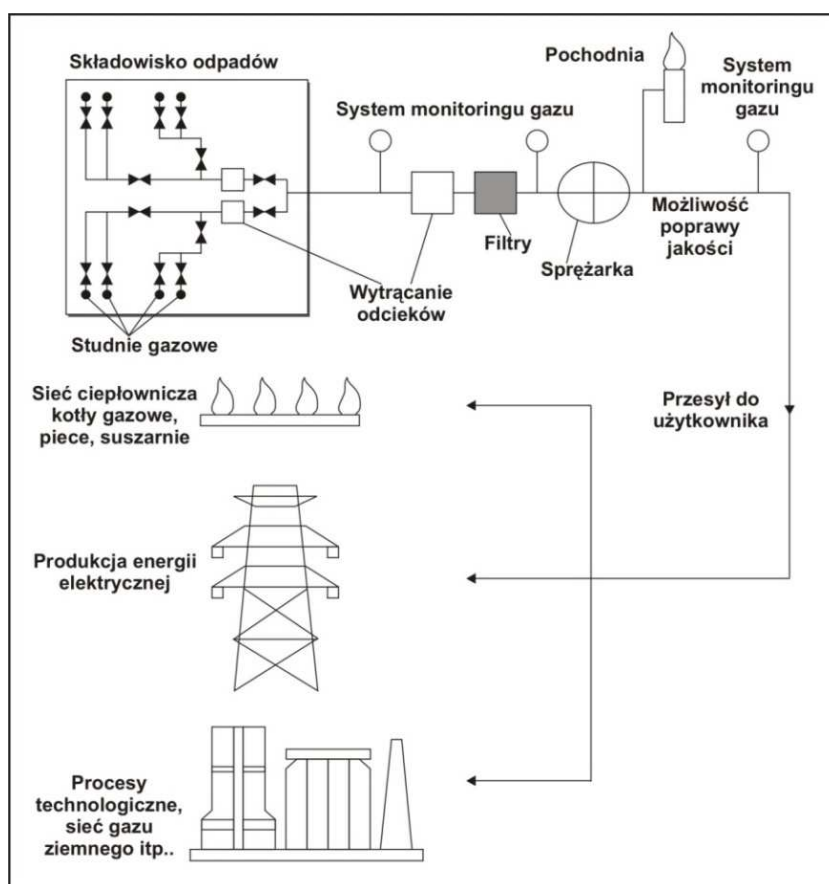 Składowisko odpadów
Pochodnia
System
monitoringu
gazu
System monitoringu gazu
Możliwość
poprawy
jakości
Filtry
Sprężarka
Wytrącanie
odcieków
Studnie gazowe
Sieć ciepłownicza
kotły gazowe,
piece, suszarnie
Przesył do
użytkownika
Produkcja energii
elektrycznej
Procesy
technologiczne,
sieć gazu
ziemnego itp..